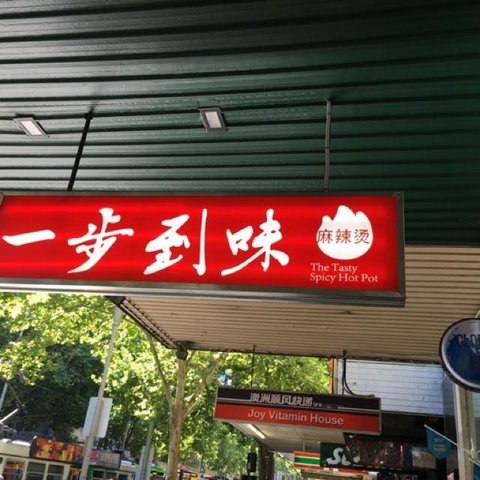 一步到味
麻辣烫
The Tasty
Spicy Hot Pot
澳洲顺风快递
Joy Vitamin House